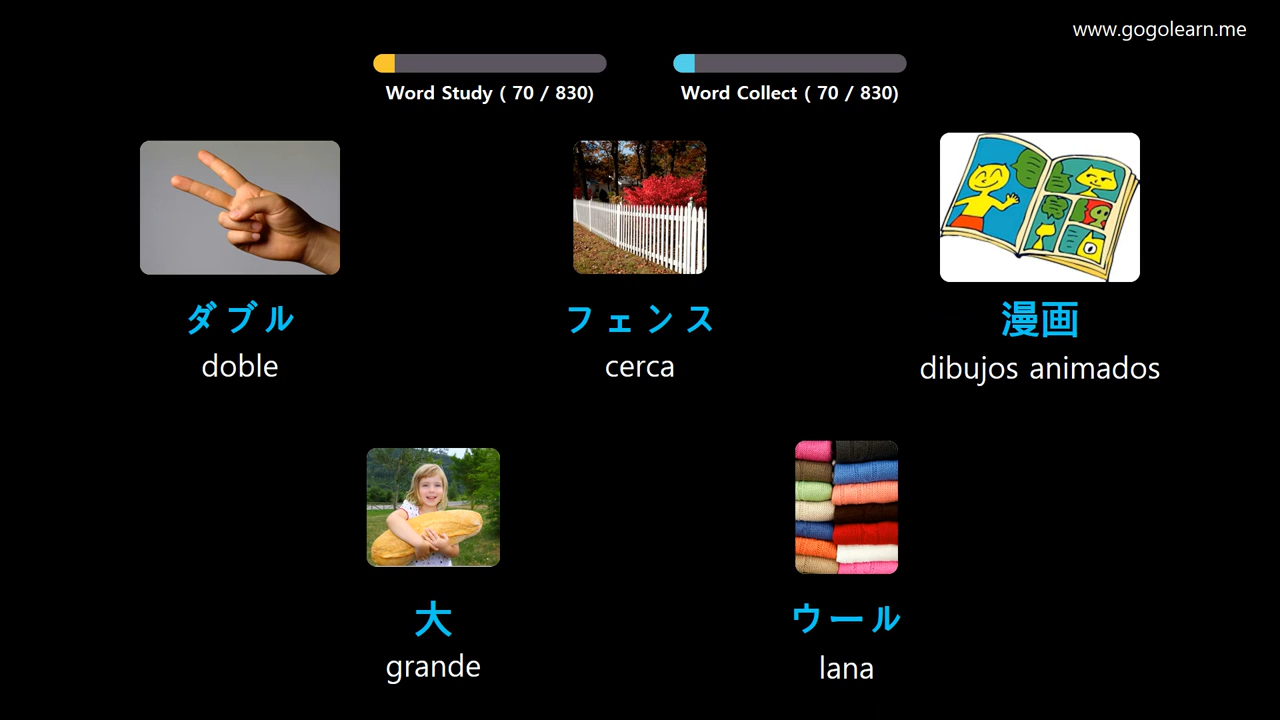 www.gogolearn.me
Word Study ( 70 / 830)
Word Collect ( 70 / 830)
ダブル
doble
フェンス
cerca
漫画
dibujos animados
大
grande
ウール
lana